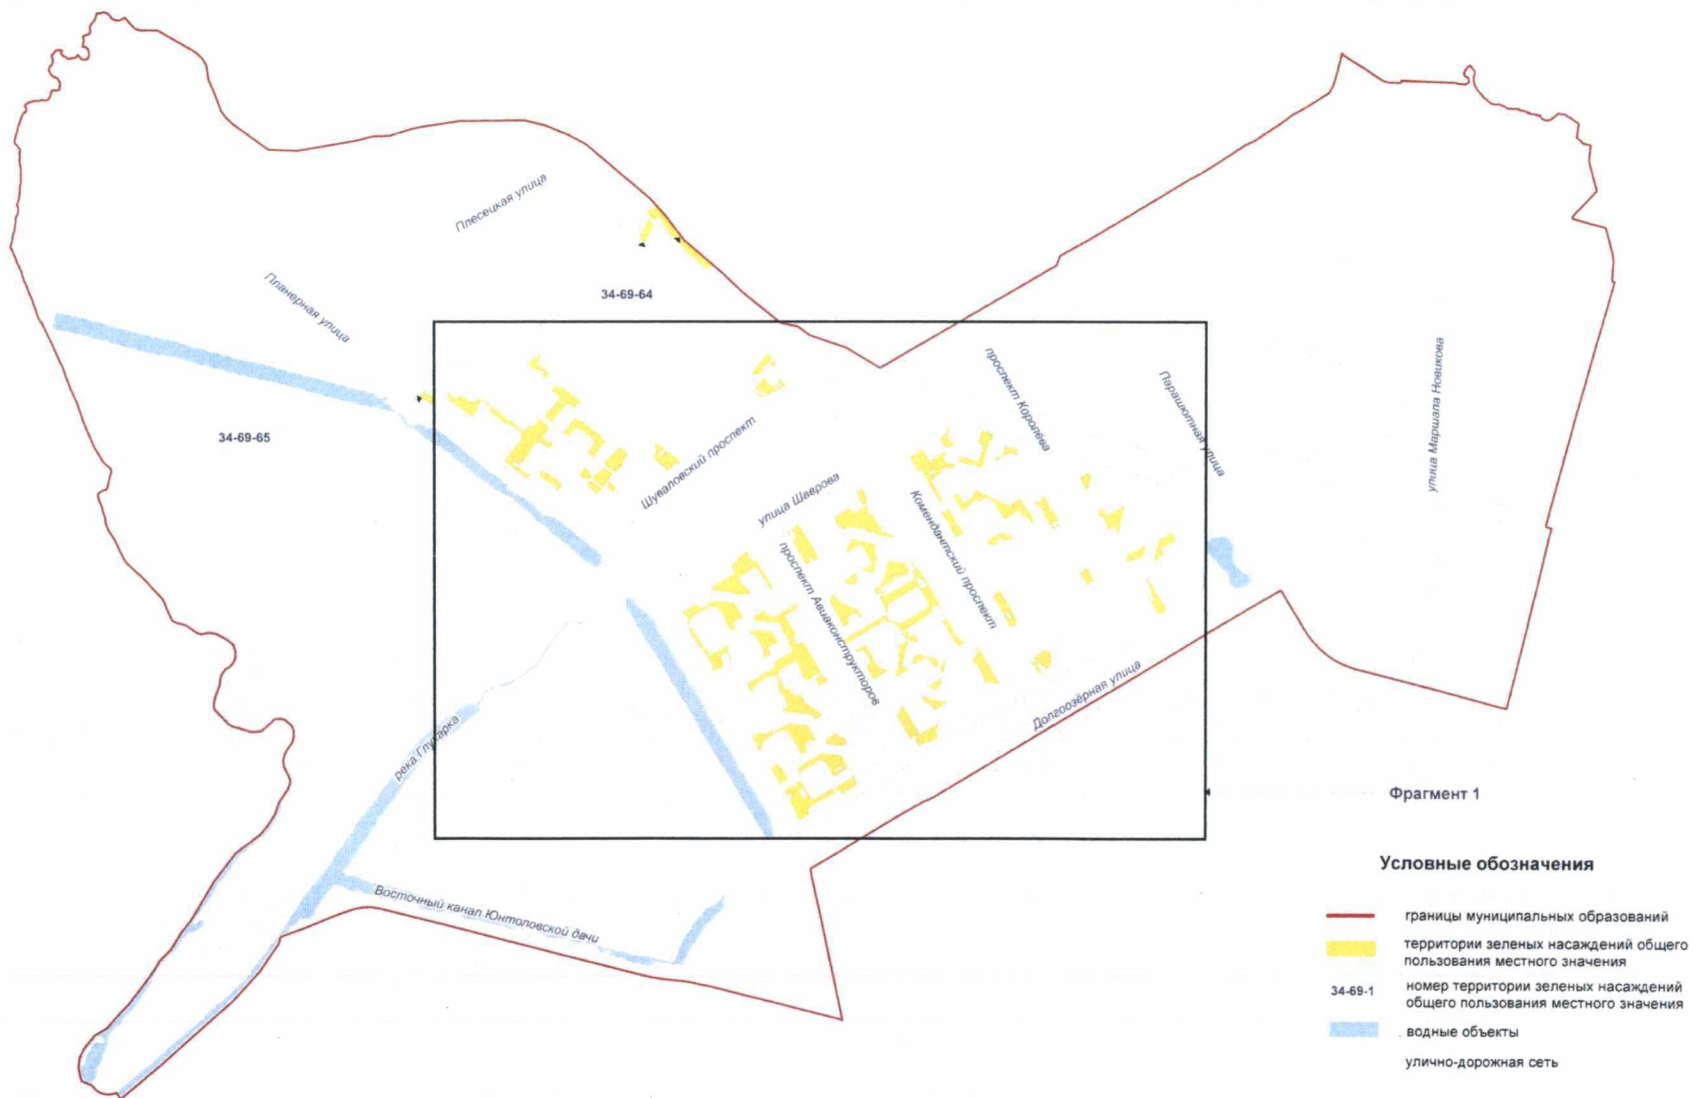 Плесецкая улица
Планерная улица
34-69-64
34-69-65
Шуваловский проспект
улица Шаврова
проспект Королёва
Парашютная улица
улица Маршала Новикова
Комендантский проспект
проспект Авиаконструкторов
Долгоозёрная улица
река Глухарка
Восточный канал Юнтоловской дачи
Фрагмент 1
Условные обозначения
границы муниципальных образований
территории зеленых насаждений общего
пользования местного значения
34-69-1
номер территории зеленых насаждений
общего пользования местного значения
водные объекты
улично-дорожная сеть